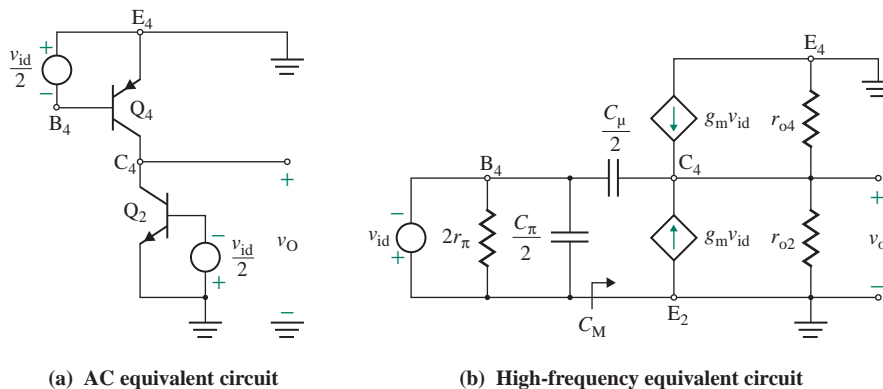 E4
+
vid
2
−
B4
Q4
C4
+
Q2
−
vid
2
+
vO
−
(a) AC equivalent circuit
E4
Cμ
2
gmvid
ro4
B4
C4
+
−
vid
+
2rπ
Cπ
2
gmvid
ro2
vo
−
CM
E2
(b) High-frequency equivalent circuit